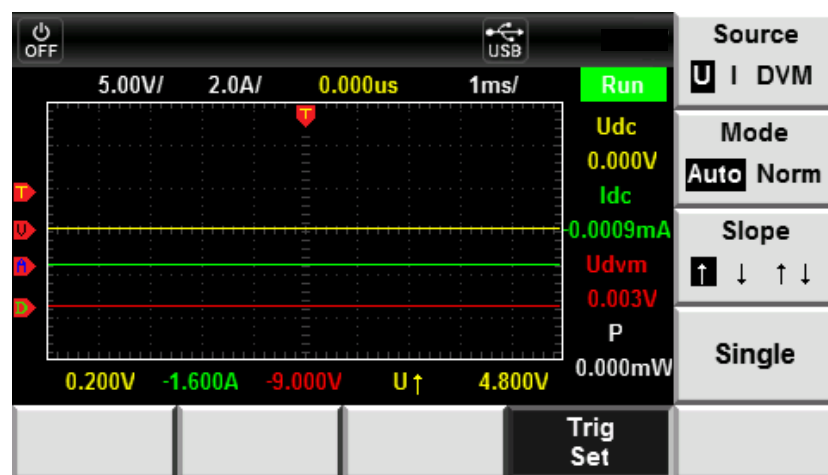 OFF
USB
5.00V/ 2.0A/ 0.000us 1ms/ Run
T
Udc
0.000V
Idc
-0.0009mA
Udvm
0.003V
P
0.000mW
T
U
A
D
0.200V -1.600A -9.000V U↑ 4.800V
Source
U I DVM
Mode
Auto Norm
Slope
↑ ↓ ↑↓
Single
Trig
Set